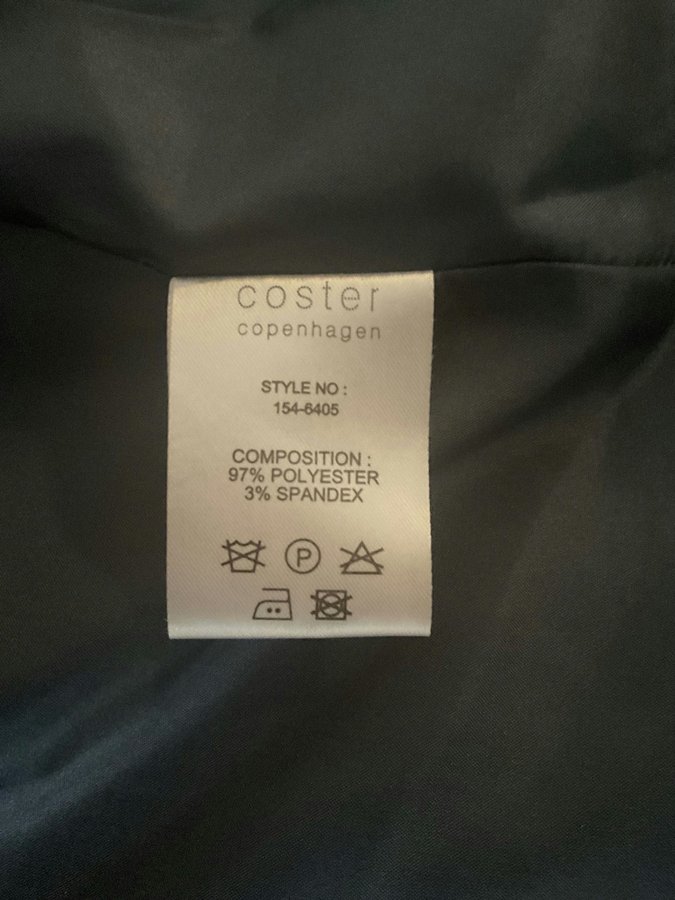 coster
copenhagen
STYLE NO :
154-6405
COMPOSITION :
97% POLYESTER
3% SPANDEX
P